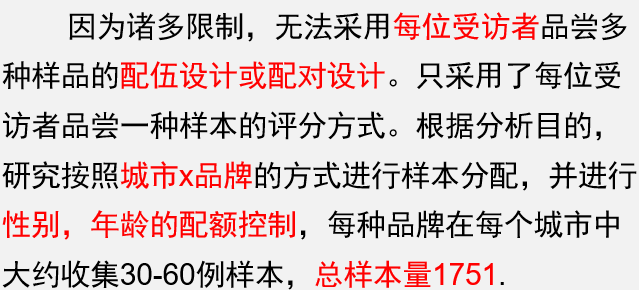 因为诸多限制，无法采用每位受访者品尝多
种样品的配伍设计或配对设计。只采用了每位受
访者品尝一种样本的评分方式。根据分析目的，
研究按照城市x品牌的方式进行样本分配，并进行
性别，年龄的配额控制，每种品牌在每个城市中
大约收集30-60例样本，总样本量1751.